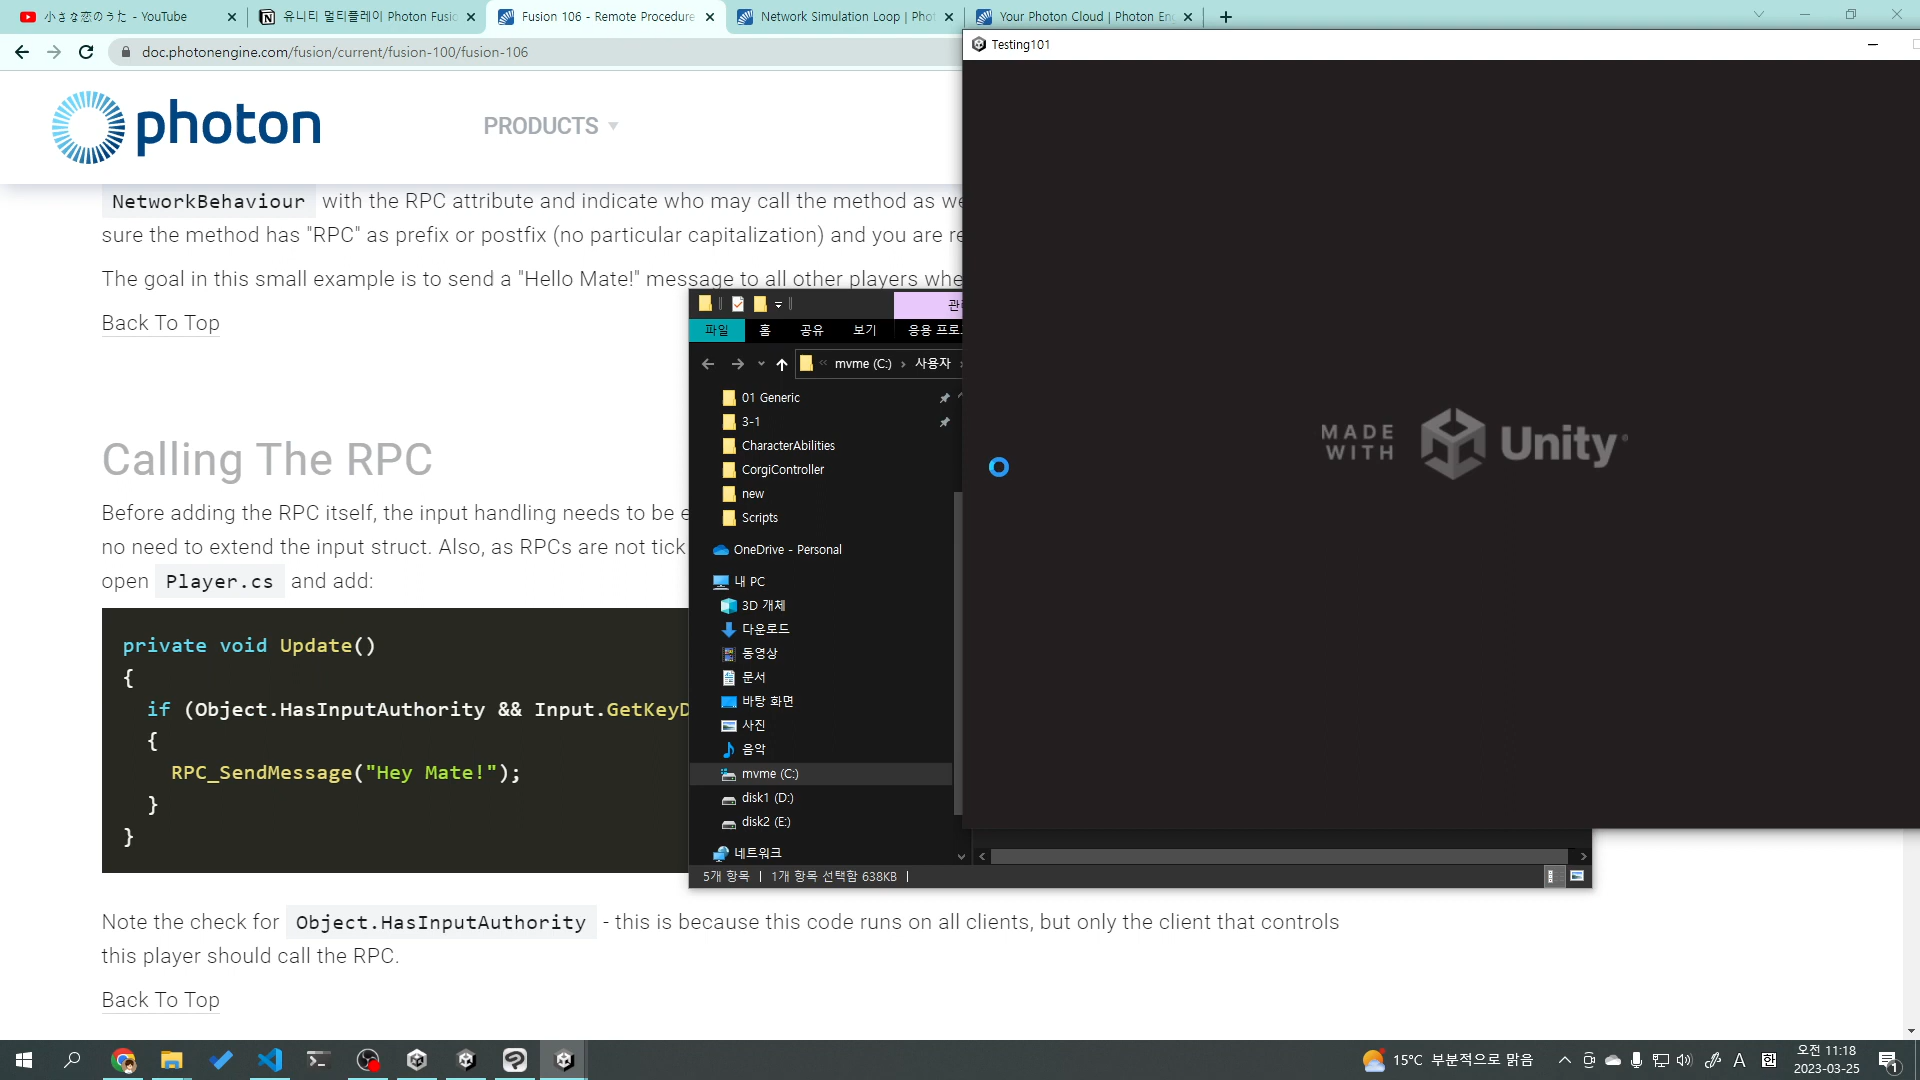 小さな恋のうた - YouTube
유니티 멀티플레이 Photon Fusi
Fusion 106 - Remote Procedure
Network Simulation Loop | Phot
Your Photon Cloud | Photon En
doc.photonengine.com/fusion/current/fusion-100/fusion-106
Testing101
photon
PRODUCTS
NetworkBehaviour with the RPC attribute and indicate who may call the method as we
sure the method has "RPC" as prefix or postfix (no particular capitalization) and you are re
The goal in this small example is to send a "Hello Mate!" message to all other players whe
Back To Top
Calling The RPC
Before adding the RPC itself, the input handling needs to be e
no need to extend the input struct. Also, as RPCs are not tick
open Player.cs and add:
private void Update()
{
if (Object.HasInputAuthority && Input.GetKeyD
{
RPC_SendMessage("Hey Mate!");
}
}
Note the check for Object.HasInputAuthority - this is because this code runs on all clients, but only the client that controls
this player should call the RPC.
Back To Top
파일 홈 공유 보기 응용 프로
mvme (C:) › 사용자 ›
01 Generic
3-1
CharacterAbilities
CorgiController
new
Scripts
OneDrive - Personal
내 PC
3D 개체
다운로드
동영상
문서
바탕 화면
사진
음악
mvme (C:)
disk1 (D:)
disk2 (E:)
네트워크
5개 항목 | 1개 항목 선택함 638KB |
MADE
WITH
Unity
15°C 부분적으로 맑음
A
오전 11:18
2023-03-25
1